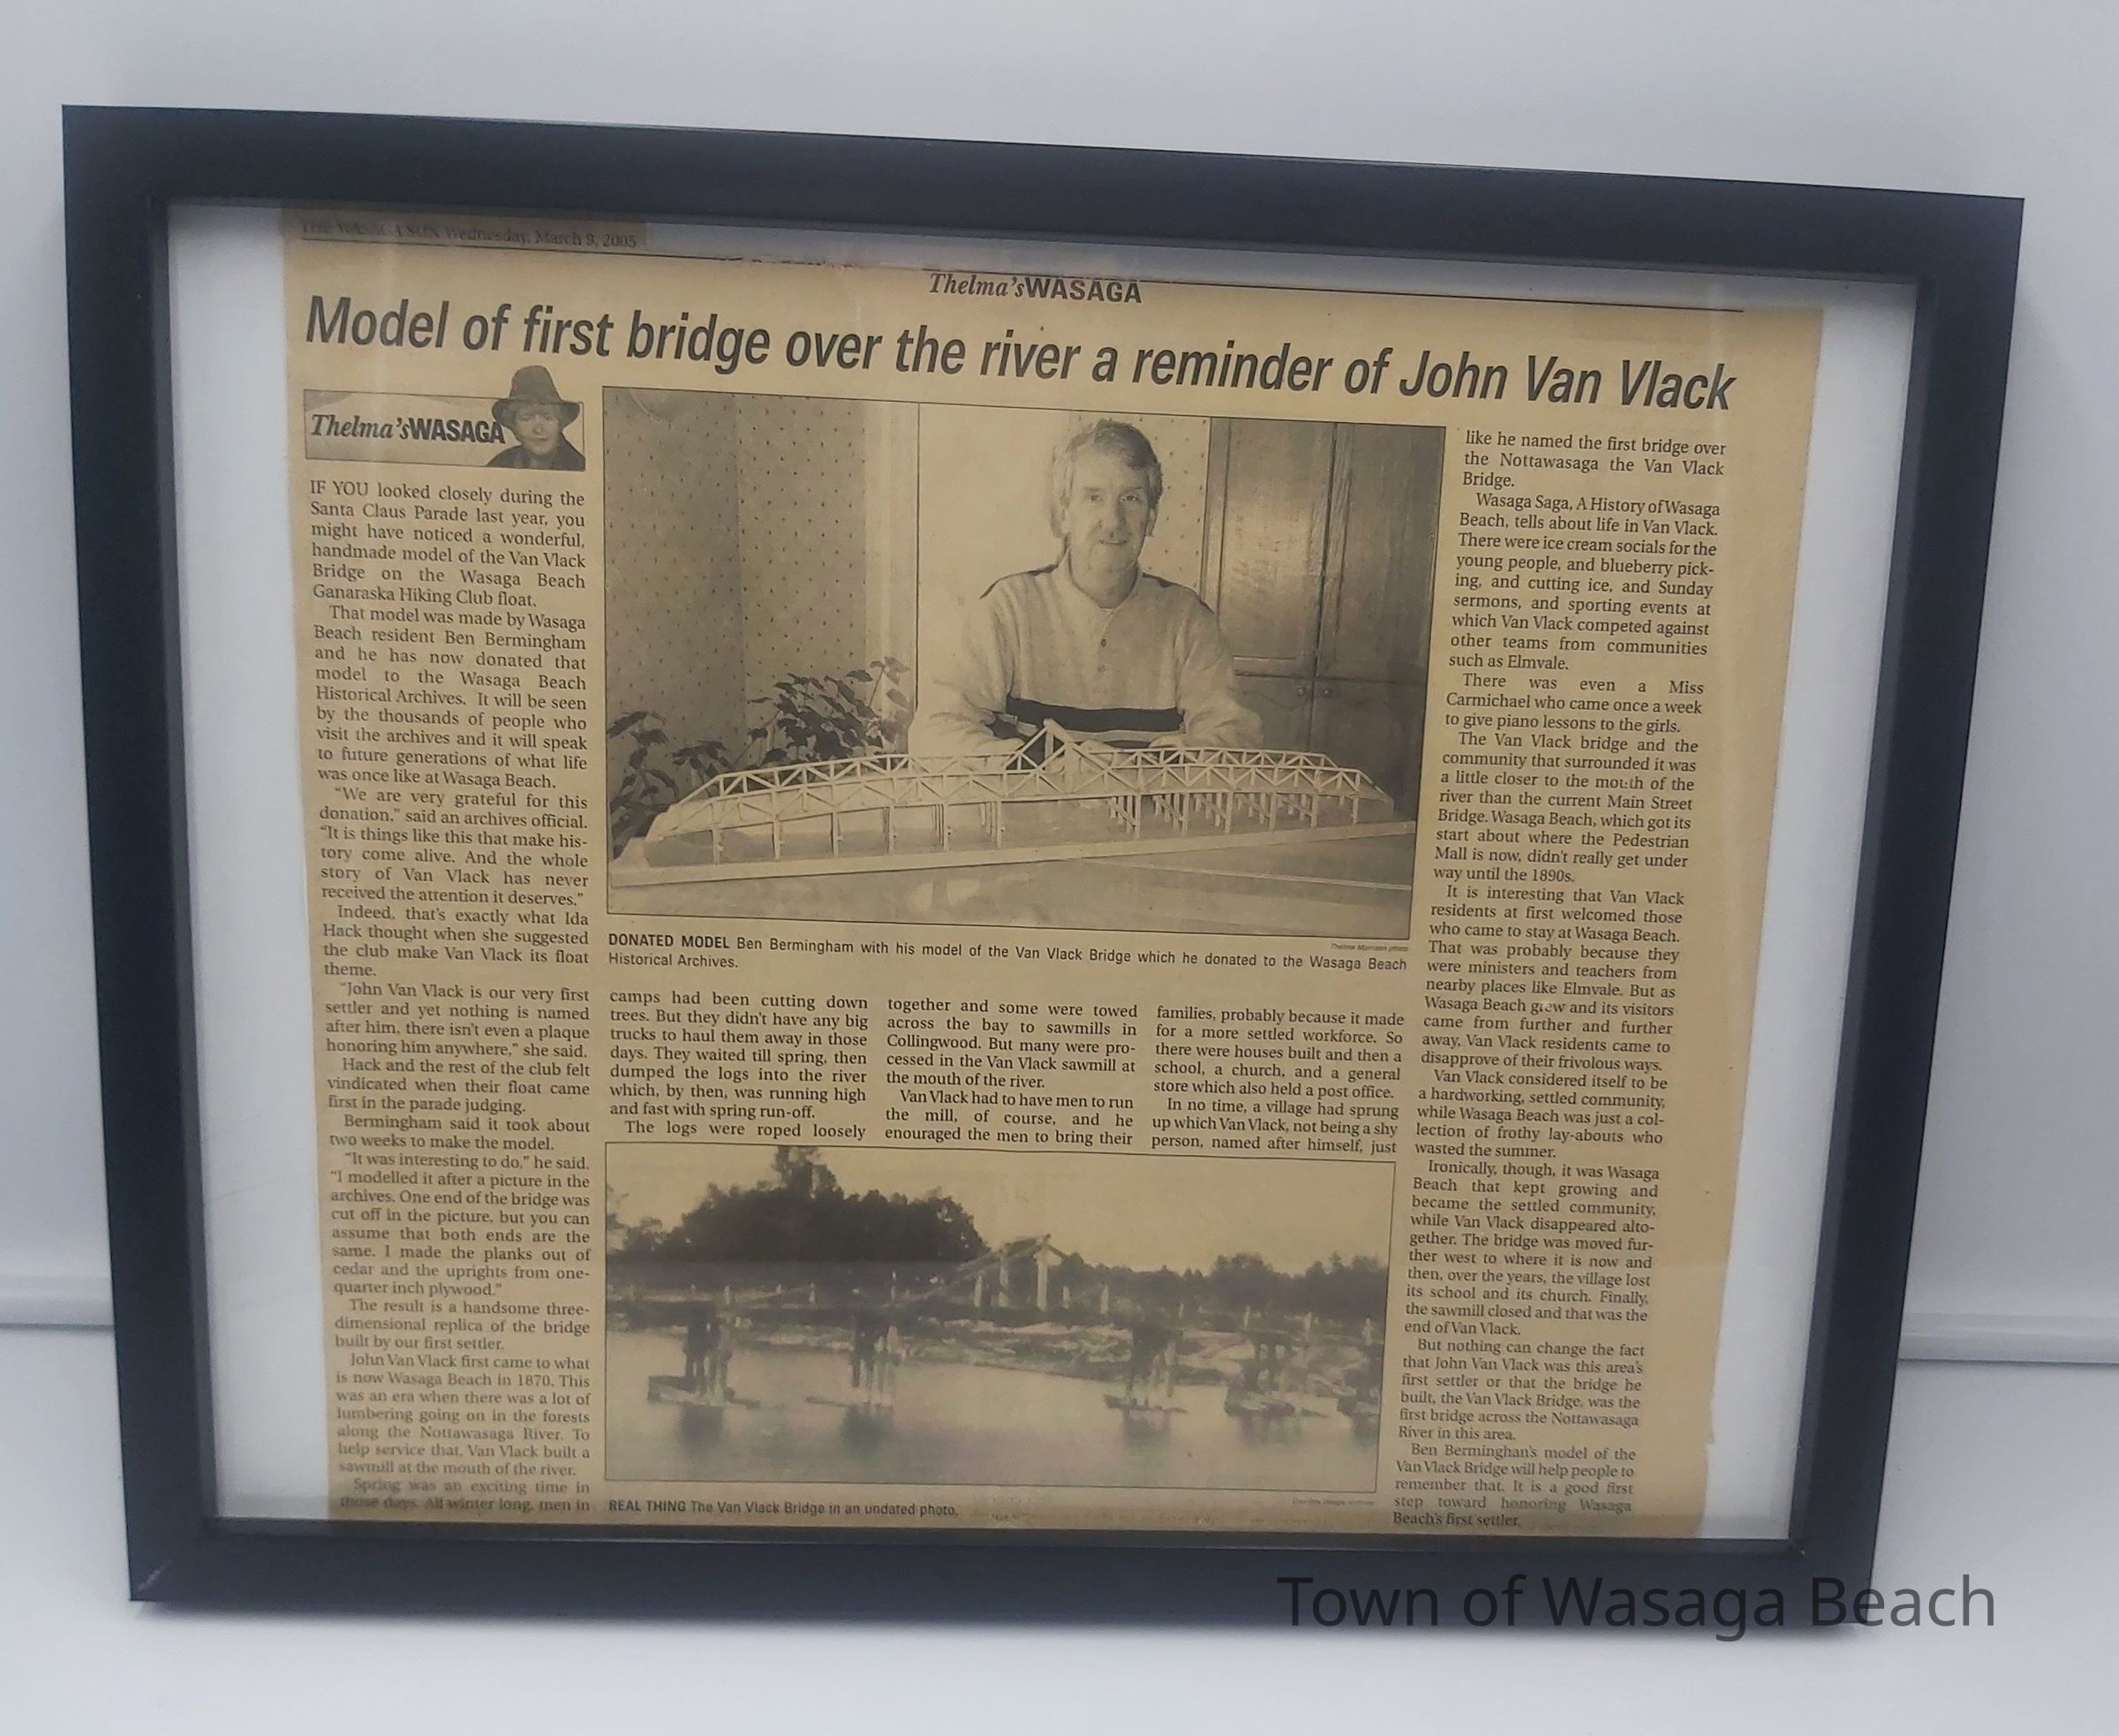 THE WASAGA SUN Wednesday, March 9, 2005
Thelma'sWASAGA
Model of first bridge over the river a reminder of John Van Vlack
Thelma'sWASAGA
IF YOU looked closely during the
Santa Claus Parade last year, you
might have noticed a wonderful,
handmade model of the Van Vlack
Bridge on the Wasaga Beach
Ganaraska Hiking Club float.
That model was made by Wasaga
Beach resident Ben Bermingham
and he has now donated that
model to the Wasaga Beach
Historical Archives. It will be seen
by the thousands of people who
visit the archives and it will speak
to future generations of what life
was once like at Wasaga Beach.
"We are very grateful for this
donation," said an archives official.
"It is things like this that make his-
tory come alive. And the whole
story of Van Vlack has never
received the attention it deserves."
Indeed, that's exactly what Ida
Hack thought when she suggested
the club make Van Vlack its float
theme.
"John Van Vlack is our very first
settler and yet nothing is named
after him, there isn't even a plaque
honoring him anywhere," she said.
Hack and the rest of the club felt
vindicated when their float came
first in the parade judging.
Bermingham said it took about
two weeks to make the model.
"It was interesting to do," he said.
"I modelled it after a picture in the
archives. One end of the bridge was
cut off in the picture, but you can
assume that both ends are the
same. I made the planks out of
cedar and the uprights from one-
quarter inch plywood."
The result is a handsome three-
dimensional replica of the bridge
built by our first settler.
John Van Vlack first came to what
is now Wasaga Beach in 1870. This
was an era when there was a lot of
lumbering going on in the forests
along the Nottawasaga River. To
help service that, Van Vlack built a
sawmill at the mouth of the river.
Spring was an exciting time in
those days. All winter long, men in
Thelma Morrison photo
DONATED MODEL Ben Bermingham with his model of the Van Vlack Bridge which he donated to the Wasaga Beach
Historical Archives.
camps had been cutting down
trees. But they didn't have any big
trucks to haul them away in those
days. They waited till spring, then
dumped the logs into the river
which, by then, was running high
and fast with spring run-off.
The logs were roped loosely
together and some were towed
across the bay to sawmills in
Collingwood. But many were pro-
cessed in the Van Vlack sawmill at
the mouth of the river.
Van Vlack had to have men to run
the mill, of course, and he
enouraged the men to bring their
families, probably because it made
for a more settled workforce. So
there were houses built and then a
school, a church, and a general
store which also held a post office.
In no time, a village had sprung
up which Van Vlack, not being a shy
person, named after himself, just
REAL THING The Van Vlack Bridge in an undated photo.
like he named the first bridge over
the Nottawasaga the Van Vlack
Bridge.
Wasaga Saga, A History of Wasaga
Beach, tells about life in Van Vlack.
There were ice cream socials for the
young people, and blueberry pick-
ing, and cutting ice, and Sunday
sermons, and sporting events at
which Van Vlack competed against
other teams from communities
such as Elmvale.
There was even a Miss
Carmichael who came once a week
to give piano lessons to the girls.
The Van Vlack bridge and the
community that surrounded it was
a little closer to the mouth of the
river than the current Main Street
Bridge. Wasaga Beach, which got its
start about where the Pedestrian
Mall is now, didn't really get under
way until the 1890s.
It is interesting that Van Vlack
residents at first welcomed those
who came to stay at Wasaga Beach.
That was probably because they
were ministers and teachers from
nearby places like Elmvale. But as
Wasaga Beach grew and its visitors
came from further and further
away, Van Vlack residents came to
disapprove of their frivolous ways.
Van Vlack considered itself to be
a hardworking, settled community,
while Wasaga Beach was just a col-
lection of frothy lay-abouts who
wasted the summer.
Ironically, though, it was Wasaga
Beach that kept growing and
became the settled community,
while Van Vlack disappeared alto-
gether. The bridge was moved fur-
ther west to where it is now and
then, over the years, the village lost
its school and its church. Finally,
the sawmill closed and that was the
end of Van Vlack.
But nothing can change the fact
that John Van Vlack was this area's
first settler or that the bridge he
built, the Van Vlack Bridge, was the
first bridge across the Nottawasaga
River in this area.
Ben Berminghan's model of the
Van Vlack Bridge will help people to
remember that. It is a good first
step toward honoring Wasaga
Beach's first settler.
Town of Wasaga Beach